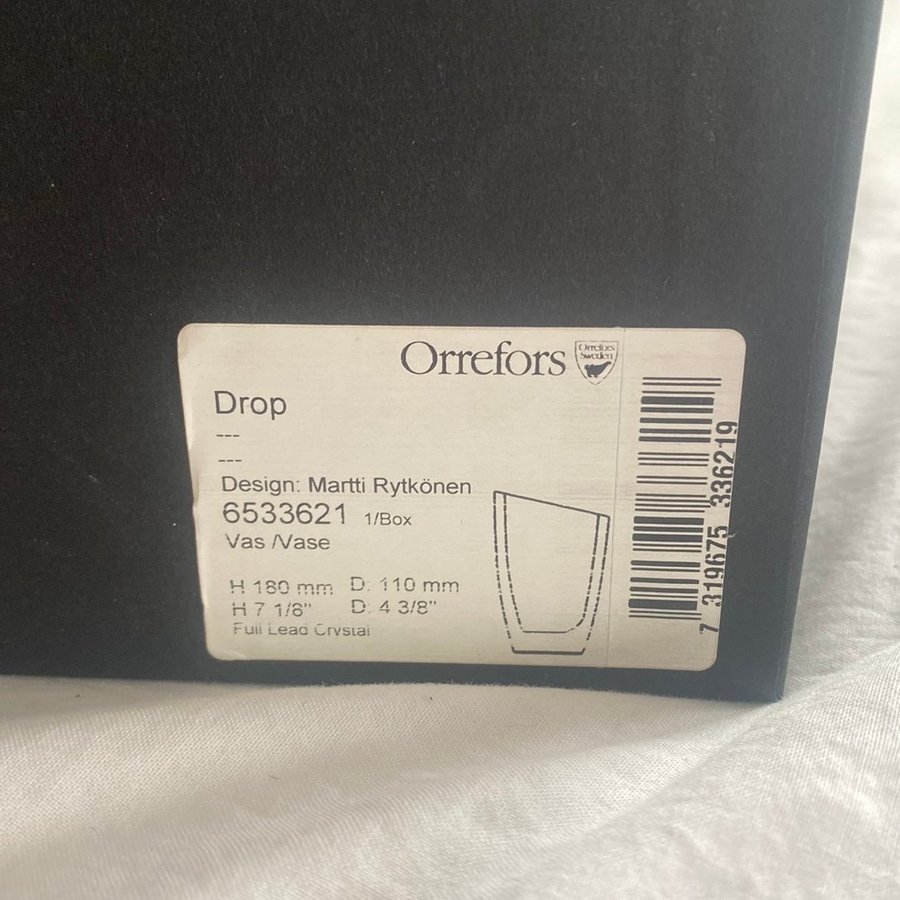 Orrefors
Orrefors
Sweden
Drop
---
---
Design: Martti Rytkönen
6533621 1/Box
Vas /Vase
H 180 mm D: 110 mm
H 7 1/8" D: 4 3/8"
Full Lead Crystal
7 319675 336219